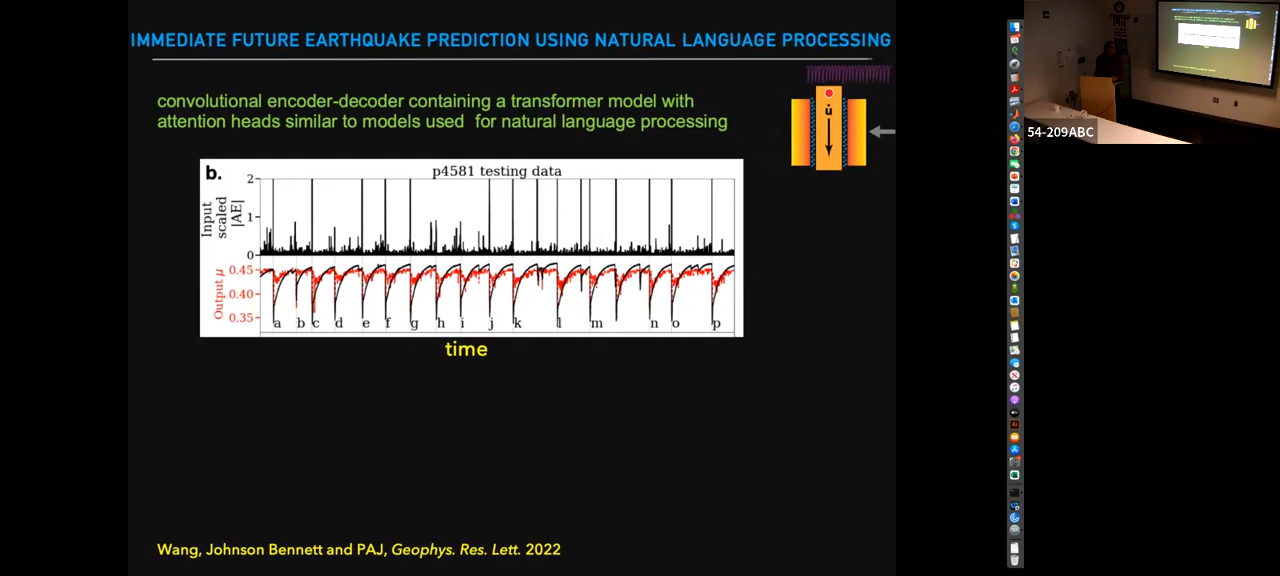 IMMEDIATE FUTURE EARTHQUAKE PREDICTION USING NATURAL LANGUAGE PROCESSING
convolutional encoder-decoder containing a transformer model with
attention heads similar to models used for natural language processing
u̇
b.
p4581 testing data
Input
scaled
|AE|
2
1
0
Output μ
0.45
0.40
0.35
a b c d e f g h i j k l m n o p
time
Wang, Johnson Bennett and PAJ, Geophys. Res. Lett. 2022
54-209ABC